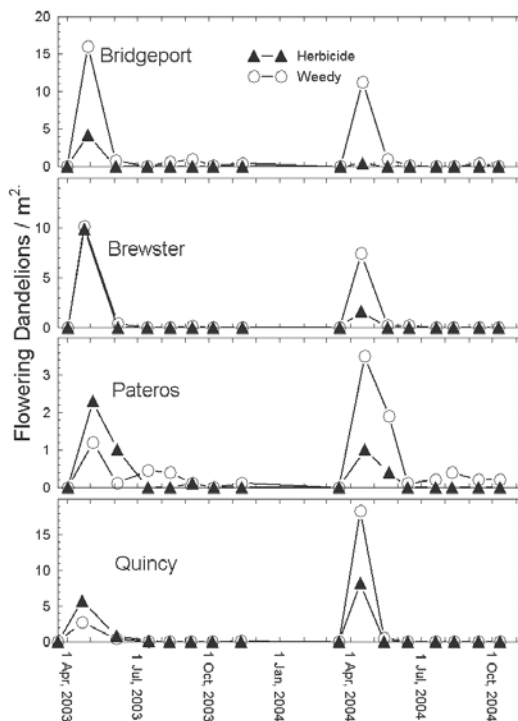 20
Bridgeport
Herbicide
Weedy
15
10
5
0
Flowering Dandelions / m².
Brewster
10
5
0
Pateros
3
2
1
0
Quincy
15
10
5
0
1 Apr, 2003
1 Jul, 2003
1 Oct, 2003
1 Jan, 2004
1 Apr, 2004
1 Jul, 2004
1 Oct, 2004